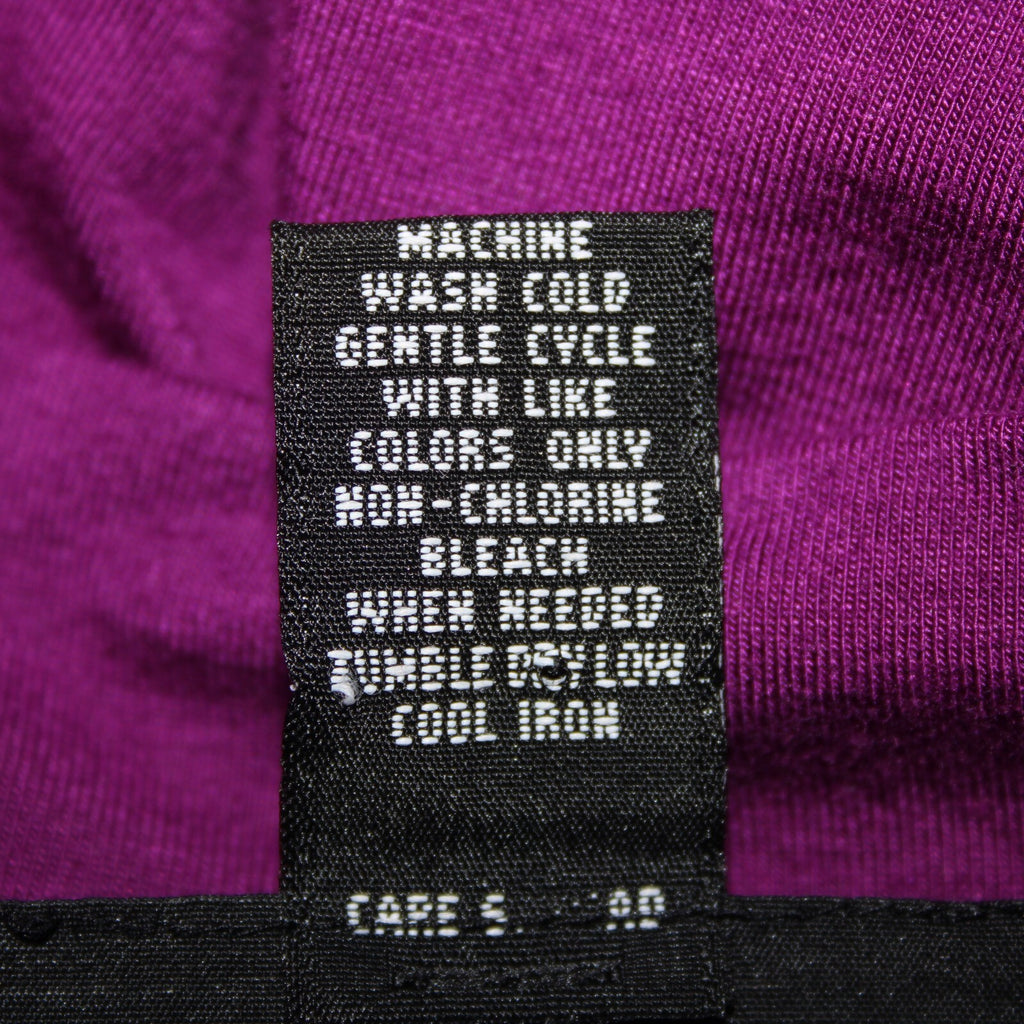 MACHINE
WASH COLD
GENTLE CYCLE
WITH LIKE
COLORS ONLY
NON-CHLORINE
BLEACH
WHEN NEEDED
TUMBLE DRY LOW
COOL IRON
CARE